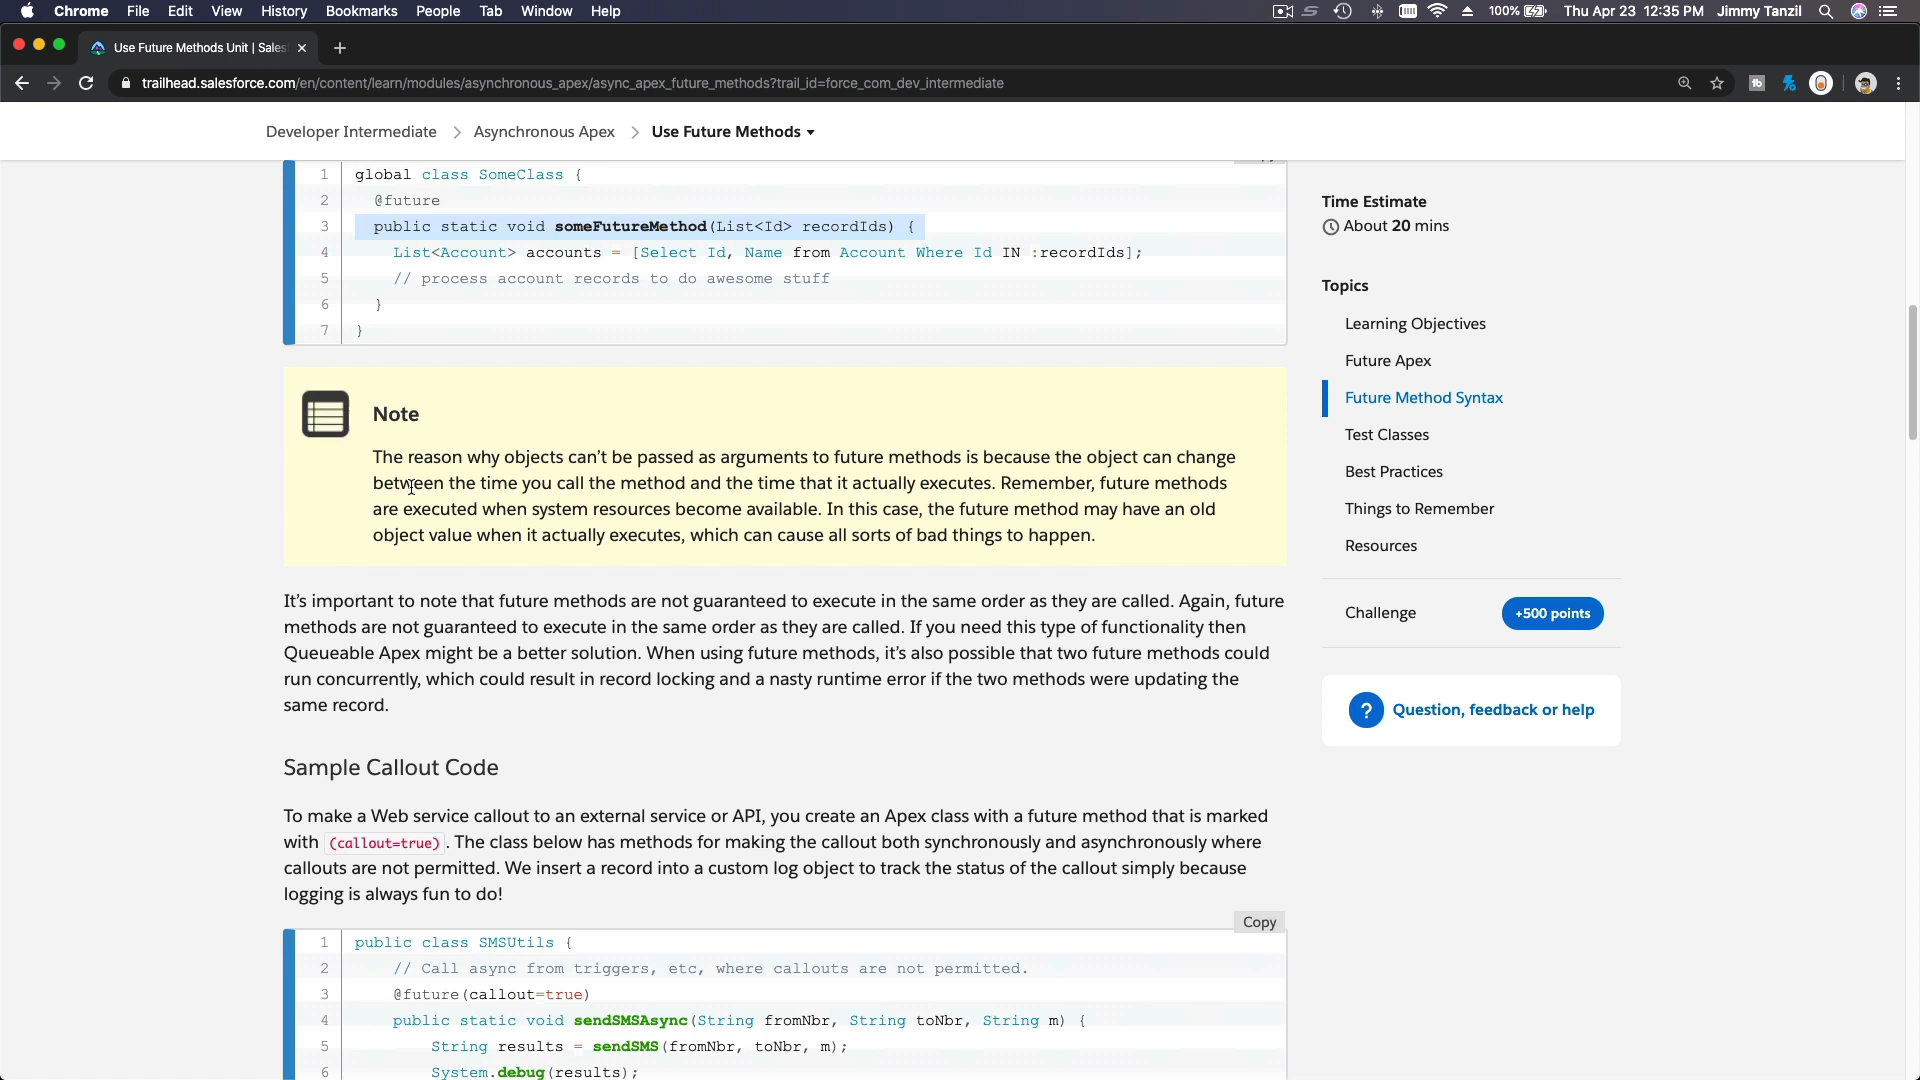 Chrome File Edit View History Bookmarks People Tab Window Help 100% Thu Apr 23 12:35 PM Jimmy Tanzil
Use Future Methods Unit | Sales
trailhead.salesforce.com/en/content/learn/modules/asynchronous_apex/async_apex_future_methods?trail_id=force_com_dev_intermediate
Developer Intermediate > Asynchronous Apex > Use Future Methods
1 global class SomeClass {
2 @future
3 public static void someFutureMethod(List<Id> recordIds) {
4 List<Account> accounts = [Select Id, Name from Account Where Id IN :recordIds];
5 // process account records to do awesome stuff
6 }
7 }
Note
The reason why objects can't be passed as arguments to future methods is because the object can change
between the time you call the method and the time that it actually executes. Remember, future methods
are executed when system resources become available. In this case, the future method may have an old
object value when it actually executes, which can cause all sorts of bad things to happen.
It's important to note that future methods are not guaranteed to execute in the same order as they are called. Again, future
methods are not guaranteed to execute in the same order as they are called. If you need this type of functionality then
Queueable Apex might be a better solution. When using future methods, it's also possible that two future methods could
run concurrently, which could result in record locking and a nasty runtime error if the two methods were updating the
same record.
Sample Callout Code
To make a Web service callout to an external service or API, you create an Apex class with a future method that is marked
with (callout=true) . The class below has methods for making the callout both synchronously and asynchronously where
callouts are not permitted. We insert a record into a custom log object to track the status of the callout simply because
logging is always fun to do!
Copy
1 public class SMSUtils {
2 // Call async from triggers, etc, where callouts are not permitted.
3 @future(callout=true)
4 public static void sendSMSAsync(String fromNbr, String toNbr, String m) {
5 String results = sendSMS(fromNbr, toNbr, m);
6 System.debug(results);
Time Estimate
About 20 mins
Topics
Learning Objectives
Future Apex
Future Method Syntax
Test Classes
Best Practices
Things to Remember
Resources
Challenge +500 points
? Question, feedback or help